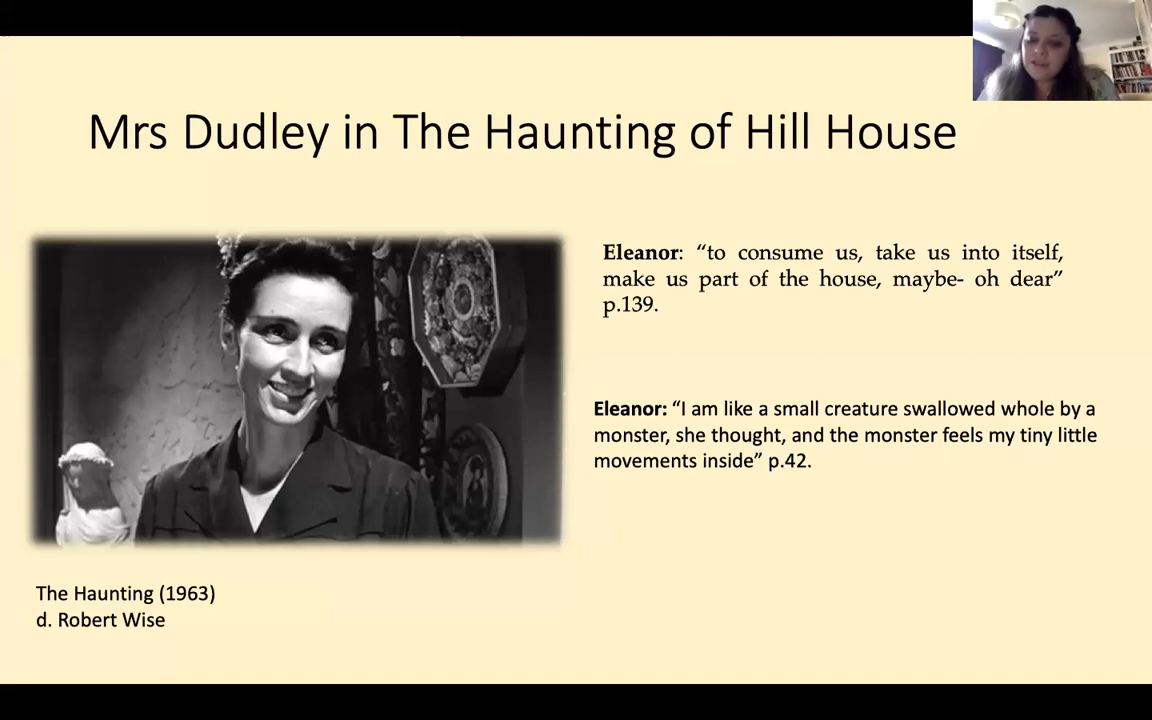 Mrs Dudley in The Haunting of Hill House
Eleanor: “to consume us, take us into itself,
make us part of the house, maybe- oh dear”
p.139.
Eleanor: “I am like a small creature swallowed whole by a
monster, she thought, and the monster feels my tiny little
movements inside” p.42.
The Haunting (1963)
d. Robert Wise